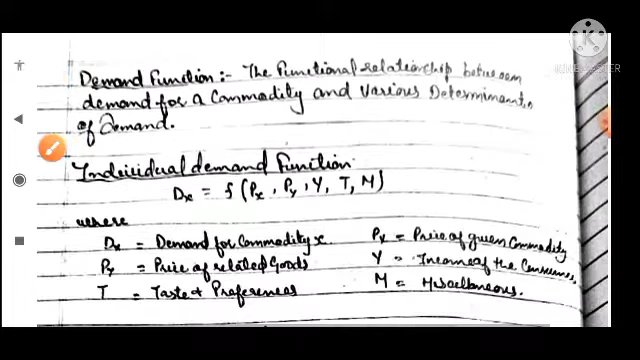 Demand Function :- The Functional relationship between
demand for a Commodity and various Determinants
of Demand.
Individual demand Function
Dx = f (Px, Py, Y, T, M)
where
Dx = Demand for Commodity x
Px = Price of given Commodity
Py = Price of related Goods
Y = Income of the Consumer,
T = Taste & Preferences
M = Miscellaneous.
KINEMASTER